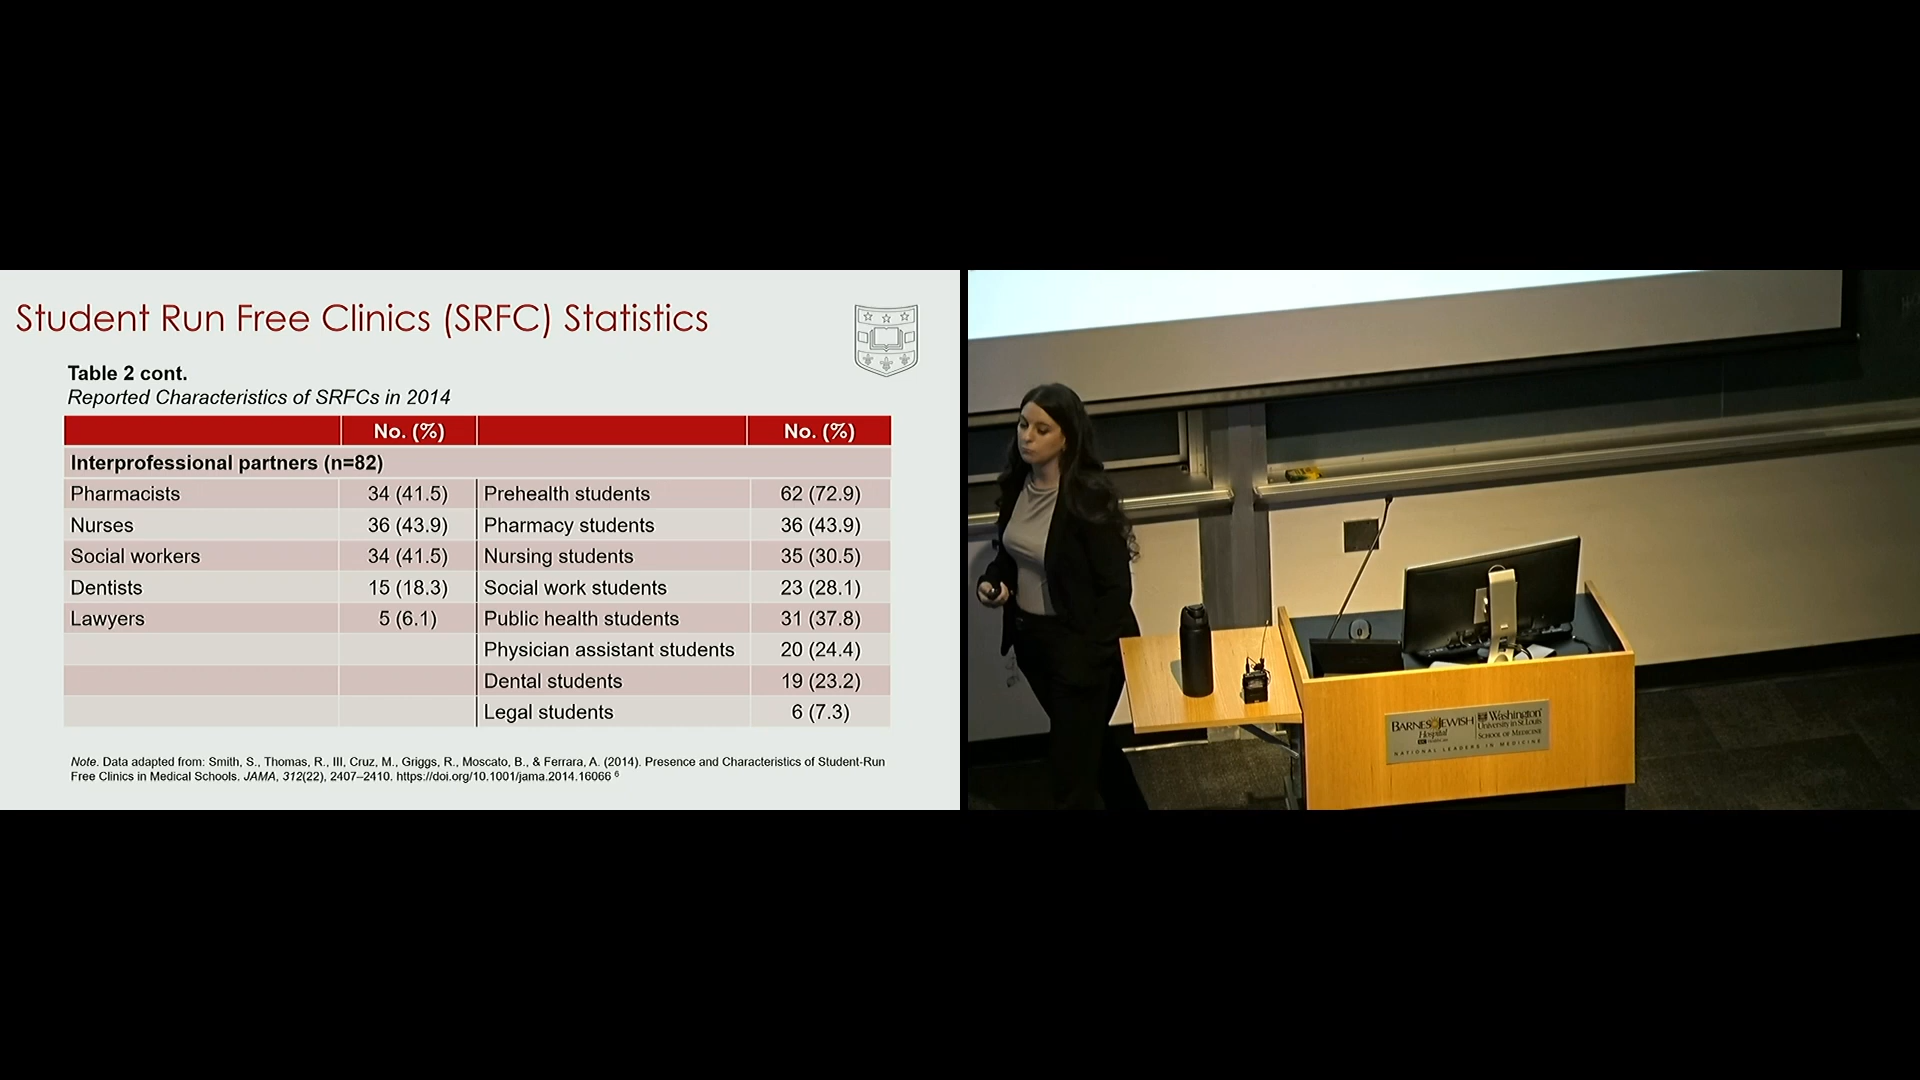 Student Run Free Clinics (SRFC) Statistics
Table 2 cont.
Reported Characteristics of SRFCs in 2014
No. (%) No. (%)
Interprofessional partners (n=82)
Pharmacists 34 (41.5) Prehealth students 62 (72.9)
Nurses 36 (43.9) Pharmacy students 36 (43.9)
Social workers 34 (41.5) Nursing students 35 (30.5)
Dentists 15 (18.3) Social work students 23 (28.1)
Lawyers 5 (6.1) Public health students 31 (37.8)
Physician assistant students 20 (24.4)
Dental students 19 (23.2)
Legal students 6 (7.3)
Note. Data adapted from: Smith, S., Thomas, R., III, Cruz, M., Griggs, R., Moscato, B., & Ferrara, A. (2014). Presence and Characteristics of Student-Run
Free Clinics in Medical Schools. JAMA, 312(22), 2407–2410. https://doi.org/10.1001/jama.2014.16066 6
BARNES JEWISH
Hospital
Washington
University in St. Louis
SCHOOL OF MEDICINE
NATIONAL LEADERS IN MEDICINE